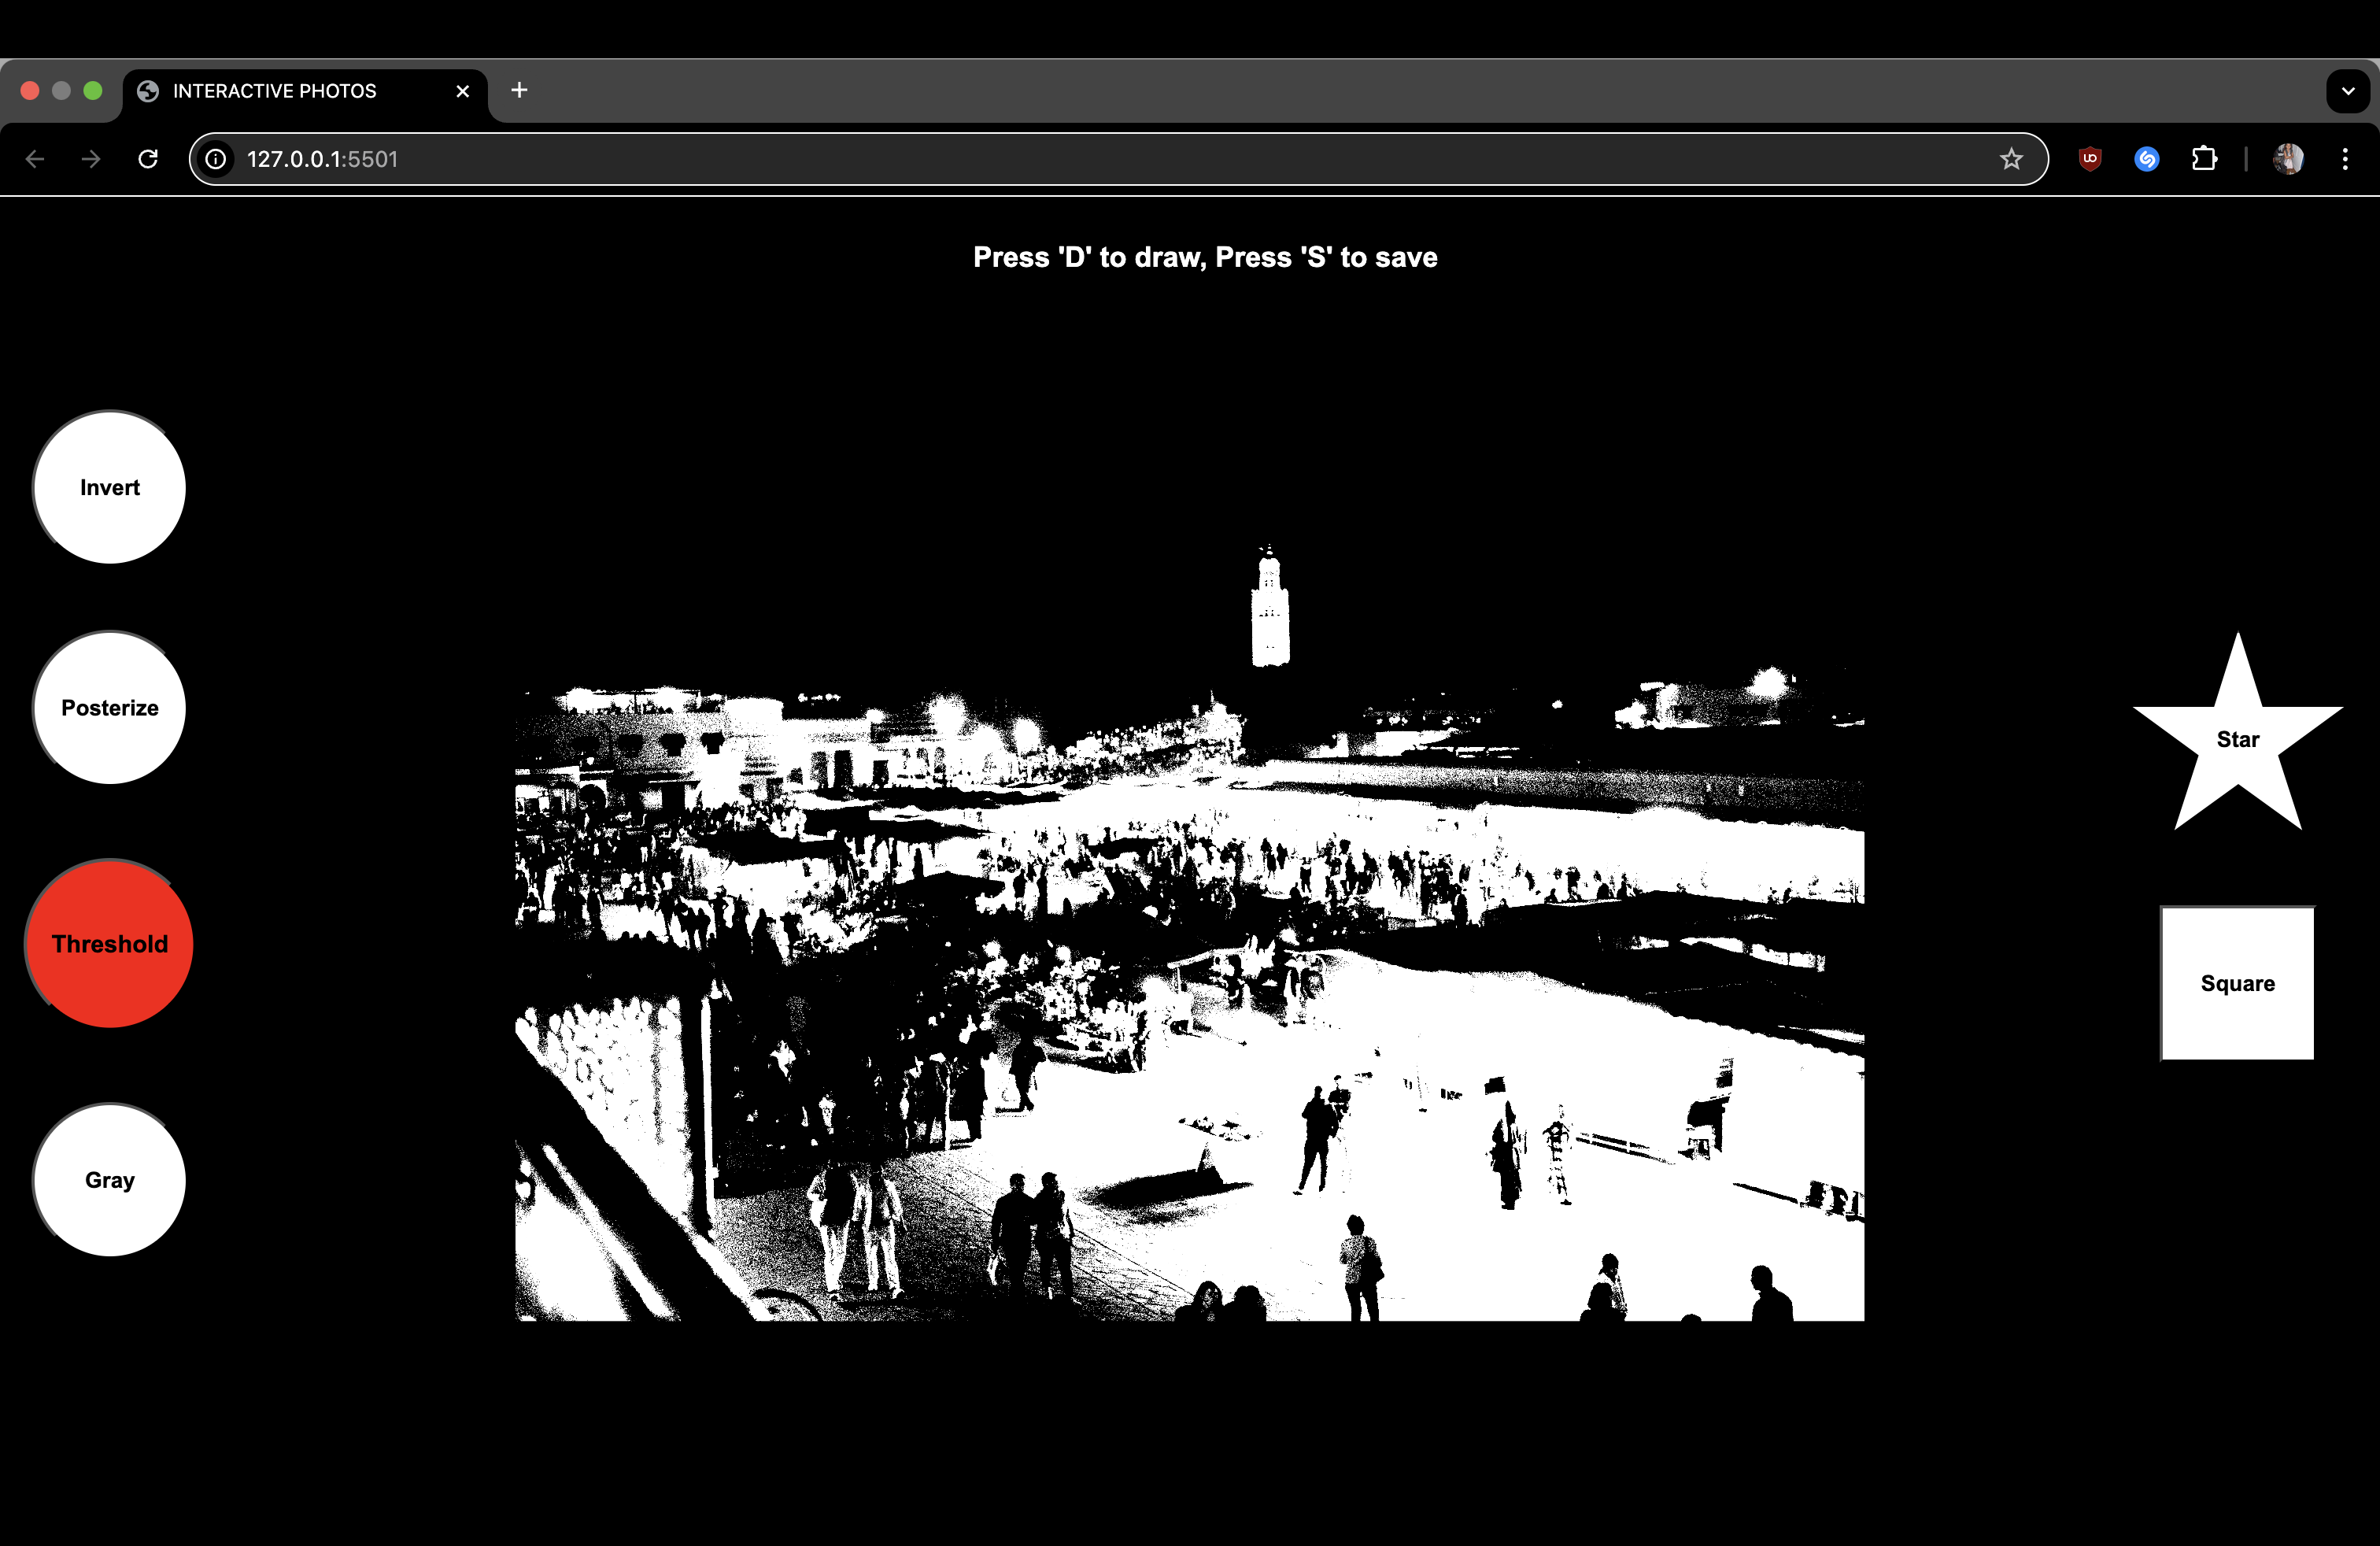 INTERACTIVE PHOTOS
127.0.0.1:5501
Press 'D' to draw, Press 'S' to save
Invert
Posterize
Threshold
Gray
Star
Square